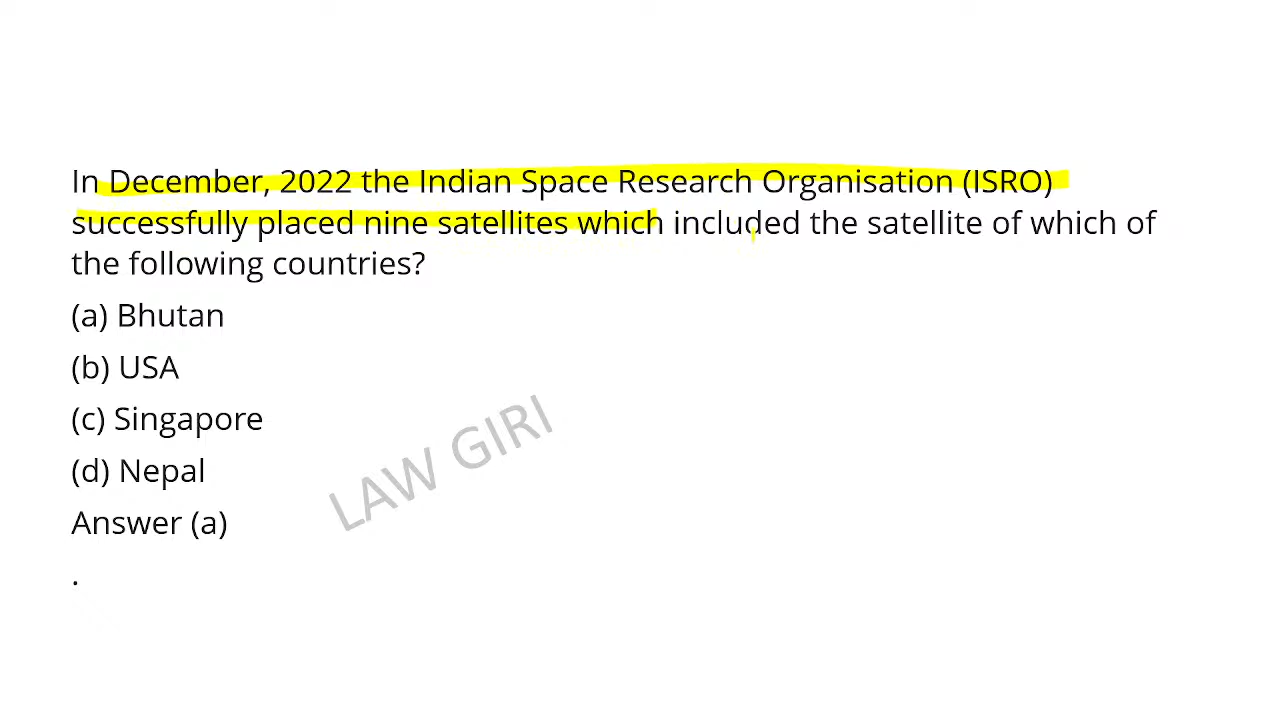 In December, 2022 the Indian Space Research Organisation (ISRO)
successfully placed nine satellites which included the satellite of which of
the following countries?
(a) Bhutan
(b) USA
(c) Singapore
(d) Nepal
LAW GIRI
Answer (a)
.